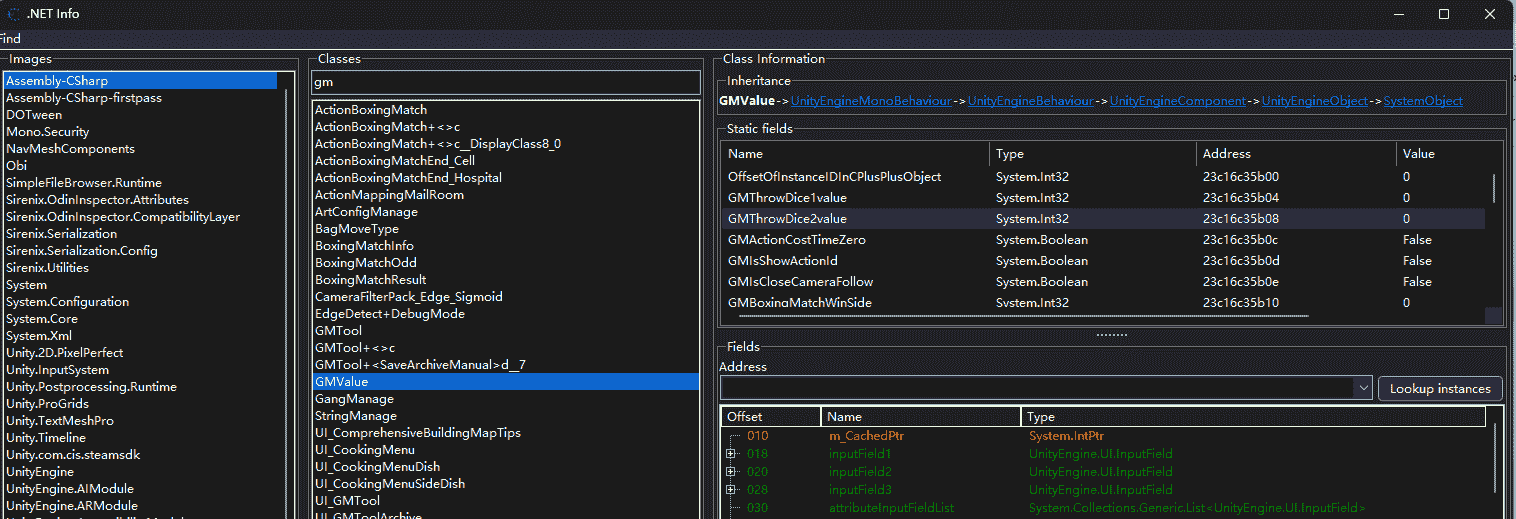 .NET Info
Find
Images
Assembly-CSharp
Assembly-CSharp-firstpass
DOTween
Mono.Security
NavMeshComponents
Obi
SimpleFileBrowser.Runtime
Sirenix.OdinInspector.Attributes
Sirenix.OdinInspector.CompatibilityLayer
Sirenix.Serialization
Sirenix.Serialization.Config
Sirenix.Utilities
System
System.Configuration
System.Core
System.Xml
Unity.2D.PixelPerfect
Unity.InputSystem
Unity.Postprocessing.Runtime
Unity.ProGrids
Unity.TextMeshPro
Unity.Timeline
Unity.com.cis.steamsdk
UnityEngine
UnityEngine.AIModule
UnityEngine.ARModule
Classes
gm
ActionBoxingMatch
ActionBoxingMatch+<>c
ActionBoxingMatch+<>c__DisplayClass8_0
ActionBoxingMatchEnd_Cell
ActionBoxingMatchEnd_Hospital
ActionMappingMailRoom
ArtConfigManage
BagMoveType
BoxingMatchInfo
BoxingMatchOdd
BoxingMatchResult
CameraFilterPack_Edge_Sigmoid
EdgeDetect+DebugMode
GMTool
GMTool+<>c
GMTool+<SaveArchiveManual>d__7
GMValue
GangManage
StringManage
UI_ComprehensiveBuildingMapTips
UI_CookingMenu
UI_CookingMenuDish
UI_CookingMenuSideDish
UI_GMTool
UI_GMToolArchive
Class Information
Inheritance
GMValue->UnityEngineMonoBehaviour->UnityEngineBehaviour->UnityEngineComponent->UnityEngineObject->SystemObject
Static fields
Name Type Address Value
OffsetOfInstanceIDInCPlusPlusObject System.Int32 23c16c35b00 0
GMThrowDice1value System.Int32 23c16c35b04 0
GMThrowDice2value System.Int32 23c16c35b08 0
GMActionCostTimeZero System.Boolean 23c16c35b0c False
GMIsShowActionId System.Boolean 23c16c35b0d False
GMIsCloseCameraFollow System.Boolean 23c16c35b0e False
GMBoxingMatchWinSide System.Int32 23c16c35b10 0
Fields
Address
Lookup instances
Offset Name Type
010 m_CachedPtr System.IntPtr
018 inputField1 UnityEngine.UI.InputField
020 inputField2 UnityEngine.UI.InputField
028 inputField3 UnityEngine.UI.InputField
030 attributeInputFieldList System.Collections.Generic.List<UnityEngine.UI.InputField>